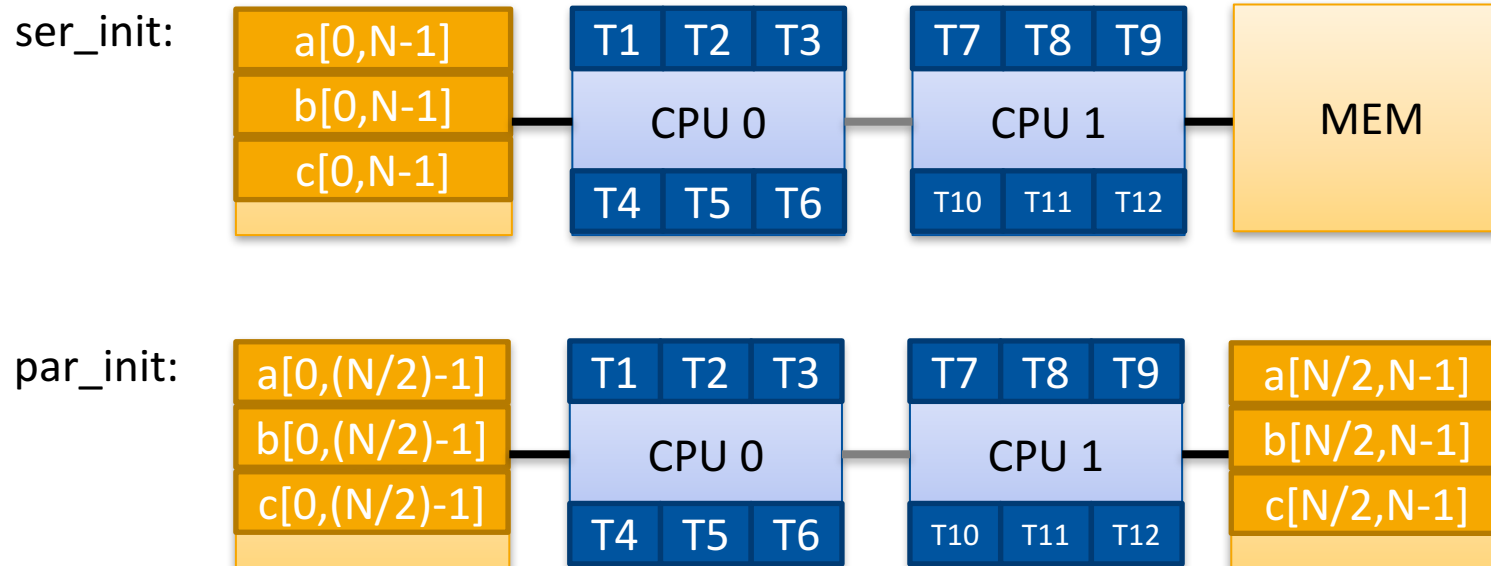 ser_init:
a[0,N-1]
b[0,N-1]
c[0,N-1]
T1 T2 T3
CPU 0
T4 T5 T6
T7 T8 T9
CPU 1
T10 T11 T12
MEM
par_init:
a[0,(N/2)-1]
b[0,(N/2)-1]
c[0,(N/2)-1]
T1 T2 T3
CPU 0
T4 T5 T6
T7 T8 T9
CPU 1
T10 T11 T12
a[N/2,N-1]
b[N/2,N-1]
c[N/2,N-1]